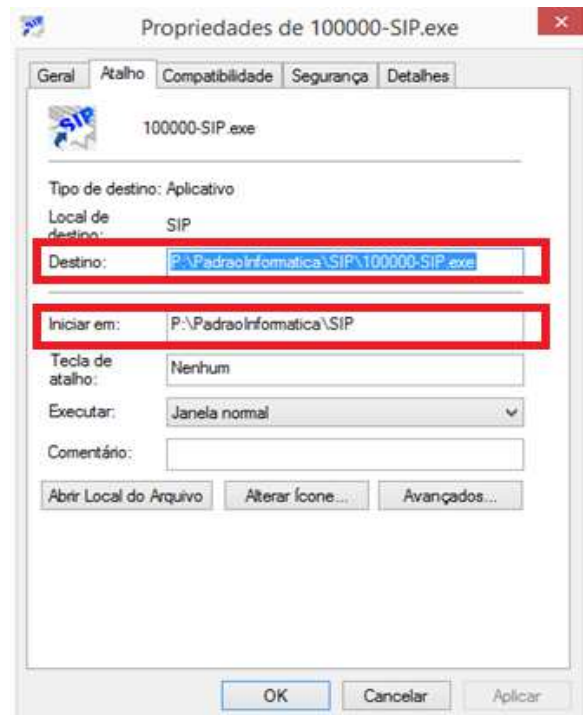 Propriedades de 100000-SIP.exe
Geral Atalho Compatibilidade Segurança Detalhes
SIP
100000-SIP.exe
Tipo de destino: Aplicativo
Local de destino: SIP
Destino: P:\PadraoInformatica\SIP\100000-SIP.exe
Iniciar em: P:\PadraoInformatica\SIP
Tecla de atalho: Nenhum
Executar: Janela normal
Comentário:
Abrir Local do Arquivo Alterar Ícone... Avançados...
OK Cancelar Aplicar